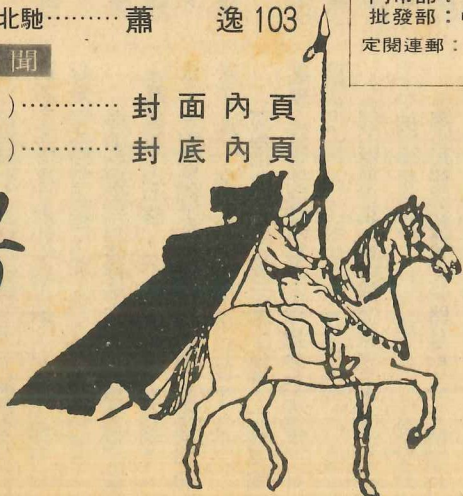 北馳………蕭 逸 103
批發部：
定閱連郵：
聞
)………… 封面內頁
)………… 封底內頁